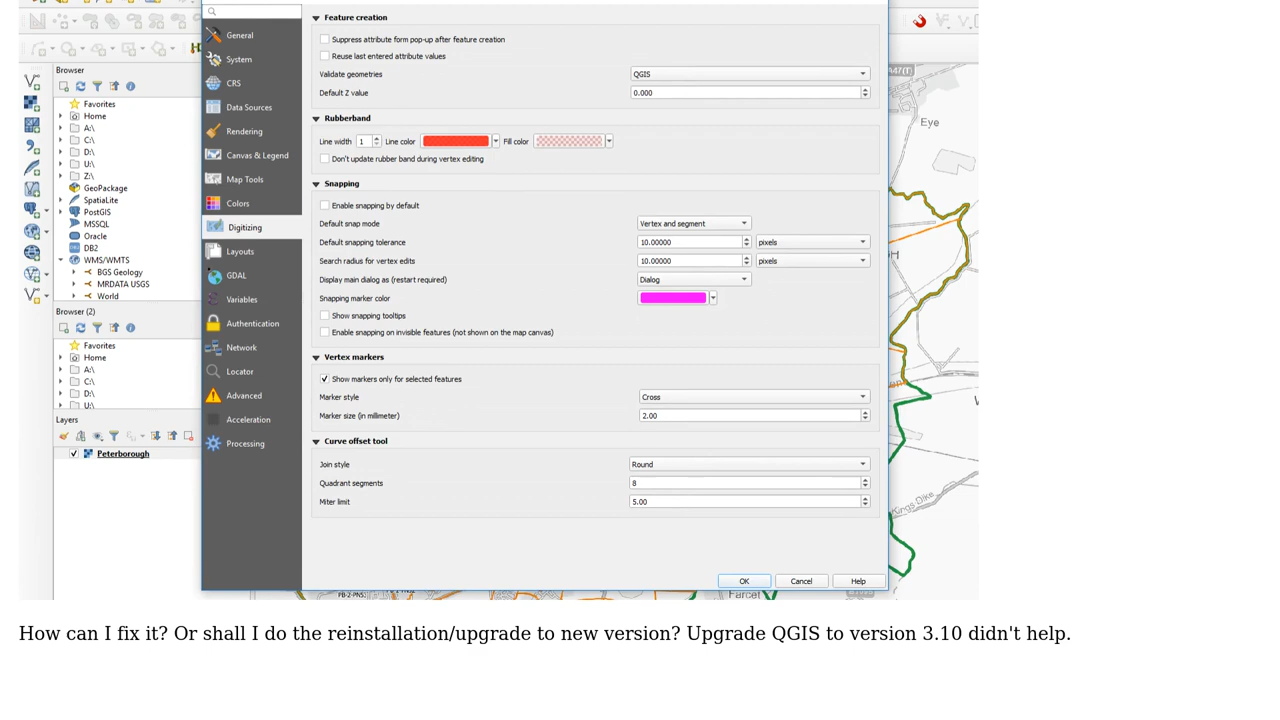 Feature creation
General
Suppress attribute form pop-up after feature creation
System
Reuse last entered attribute values
Browser
Validate geometries
QGIS
A47(T)
CRS
Default Z value
0.000
Favorites
Data Sources
Home
Rubberband
Eye
A:\
Rendering
C:\
Line width 1 Line color Fill color
D:\
Canvas & Legend
Don't update rubber band during vertex editing
U:\
Z:\
Map Tools
Snapping
GeoPackage
SpatiaLite
Colors
Enable snapping by default
PostGIS
Default snap mode
Vertex and segment
MSSQL
Digitizing
Oracle
Default snapping tolerance
10.00000 pixels
DB2
Layouts
Search radius for vertex edits
10.00000 pixels
WMS/WMTS
BGS Geology
GDAL
Display main dialog as (restart required)
Dialog
MRDATA USGS
Variables
Snapping marker color
World
Show snapping tooltips
Browser (2)
Authentication
Enable snapping on invisible features (not shown on the map canvas)
Favorites
Network
Vertex markers
Home
A:\
Locator
Show markers only for selected features
C:\
D:\
Advanced
Marker style
Cross
U:\
Layers
Acceleration
Marker size (in millimeter)
2.00
Processing
Curve offset tool
Peterborough
Join style
Round
Quadrant segments
8
Miter limit
5.00
Kings Dike
OK Cancel Help
Farcet
How can I fix it? Or shall I do the reinstallation/upgrade to new version? Upgrade QGIS to version 3.10 didn't help.